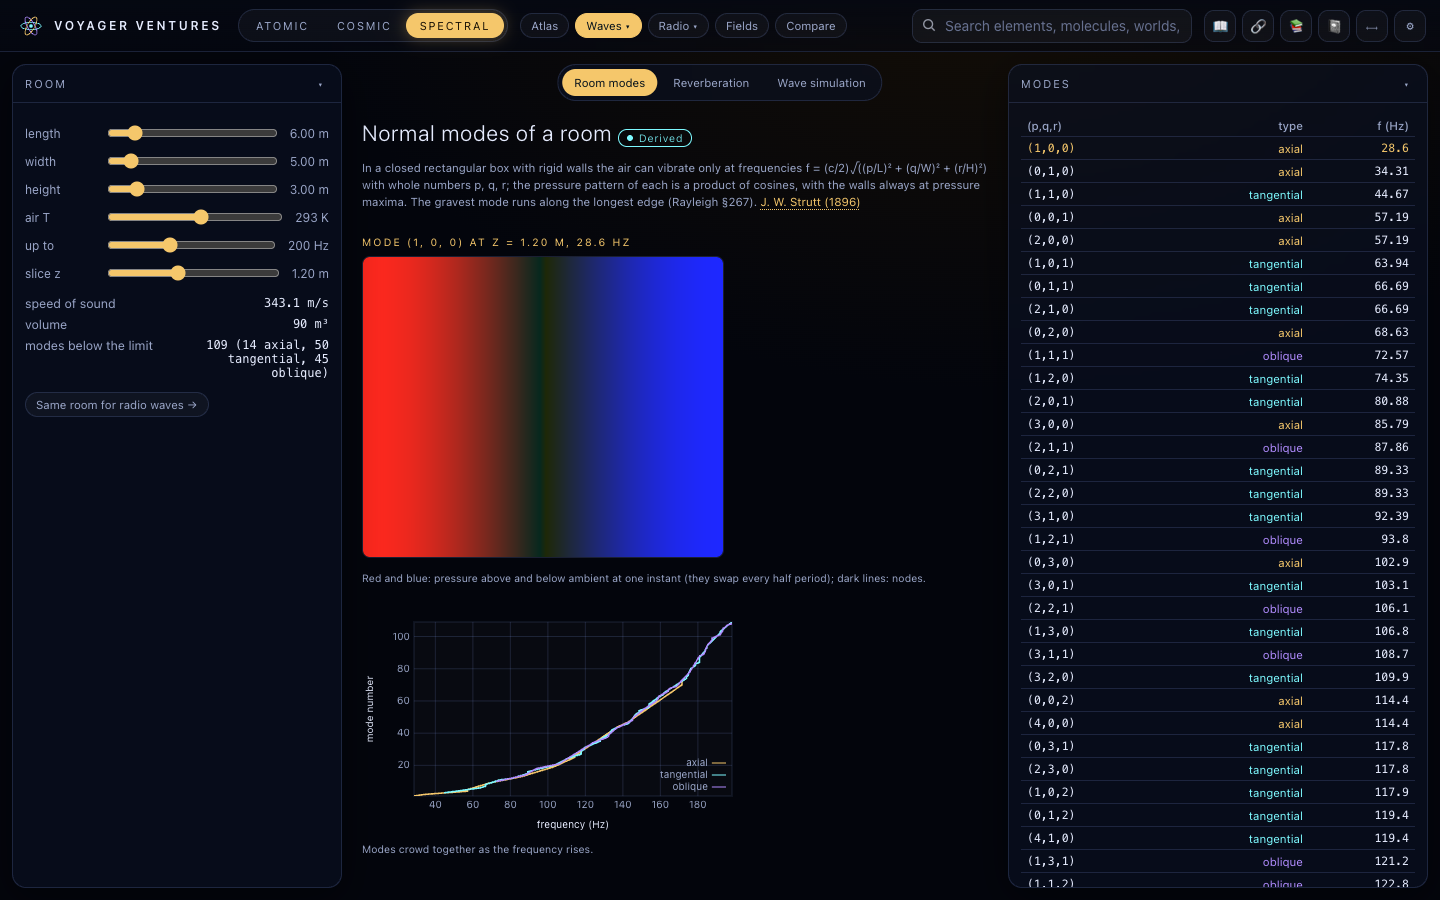 VOYAGER VENTURES
ATOMIC COSMIC SPECTRAL
Atlas Waves ▾ Radio ▾ Fields Compare
Search elements, molecules, worlds,
ROOM
length 6.00 m
width 5.00 m
height 3.00 m
air T 293 K
up to 200 Hz
slice z 1.20 m
speed of sound 343.1 m/s
volume 90 m³
modes below the limit 109 (14 axial, 50
tangential, 45
oblique)
Same room for radio waves →
Room modes Reverberation Wave simulation
Normal modes of a room Derived
In a closed rectangular box with rigid walls the air can vibrate only at frequencies f = (c/2)√((p/L)² + (q/W)² + (r/H)²)
with whole numbers p, q, r; the pressure pattern of each is a product of cosines, with the walls always at pressure
maxima. The gravest mode runs along the longest edge (Rayleigh §267). J. W. Strutt (1896)
MODE (1, 0, 0) AT Z = 1.20 M, 28.6 HZ
Red and blue: pressure above and below ambient at one instant (they swap every half period); dark lines: nodes.
mode number
100
80
60
40
20
axial
tangential
oblique
40 60 80 100 120 140 160 180
frequency (Hz)
Modes crowd together as the frequency rises.
MODES
(p,q,r) type f (Hz)
(1,0,0) axial 28.6
(0,1,0) axial 34.31
(1,1,0) tangential 44.67
(0,0,1) axial 57.19
(2,0,0) axial 57.19
(1,0,1) tangential 63.94
(0,1,1) tangential 66.69
(2,1,0) tangential 66.69
(0,2,0) axial 68.63
(1,1,1) oblique 72.57
(1,2,0) tangential 74.35
(2,0,1) tangential 80.88
(3,0,0) axial 85.79
(2,1,1) oblique 87.86
(0,2,1) tangential 89.33
(2,2,0) tangential 89.33
(3,1,0) tangential 92.39
(1,2,1) oblique 93.8
(0,3,0) axial 102.9
(3,0,1) tangential 103.1
(2,2,1) oblique 106.1
(1,3,0) tangential 106.8
(3,1,1) oblique 108.7
(3,2,0) tangential 109.9
(0,0,2) axial 114.4
(4,0,0) axial 114.4
(0,3,1) tangential 117.8
(2,3,0) tangential 117.8
(1,0,2) tangential 117.9
(0,1,2) tangential 119.4
(4,1,0) tangential 119.4
(1,3,1) oblique 121.2
(1,1,2) oblique 122.8